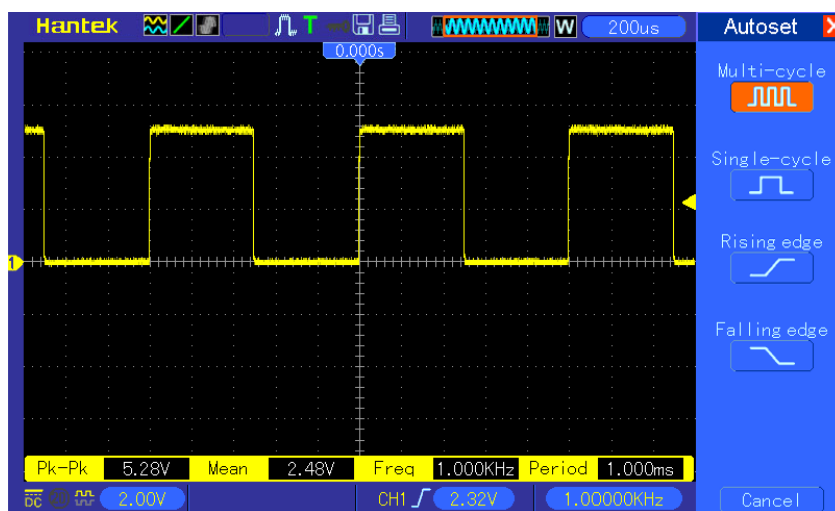 Hantek T W 200us Autoset
0.000s
Multi-cycle
Single-cycle
Rising edge
1
Falling edge
Pk-Pk 5.28V Mean 2.48V Freq 1.000KHz Period 1.000ms
DC 2.00V CH1 2.32V 1.00000KHz Cancel